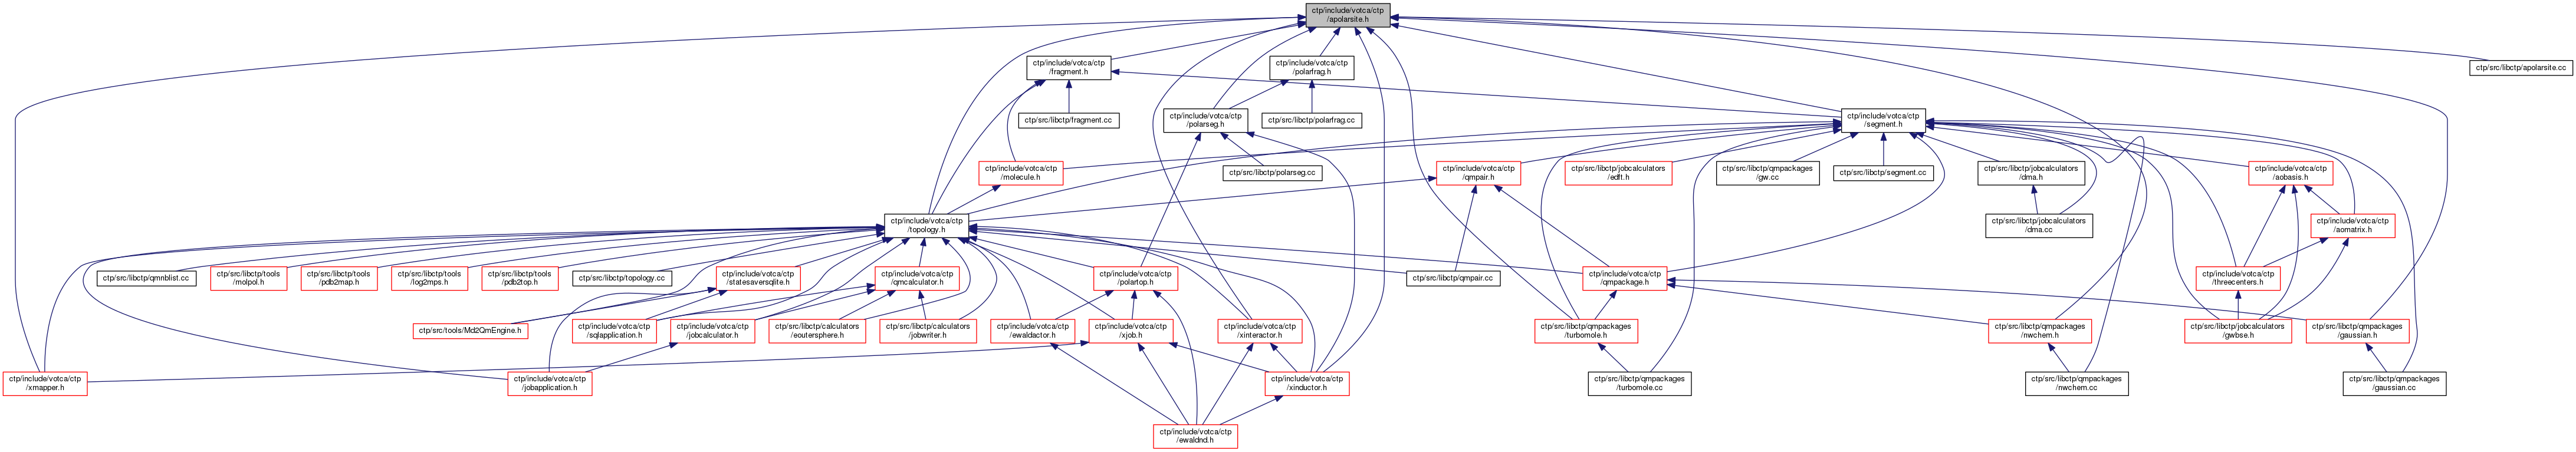 ctp/include/votca/ctp
/apolarsite.h
ctp/include/votca/ctp
/fragment.h
ctp/include/votca/ctp
/polarfrag.h
ctp/src/libctp/apolarsite.cc
ctp/src/libctp/fragment.cc
ctp/include/votca/ctp
/polarseg.h
ctp/src/libctp/polarfrag.cc
ctp/include/votca/ctp
/segment.h
ctp/include/votca/ctp
/molecule.h
ctp/src/libctp/polarseg.cc
ctp/include/votca/ctp
/qmpair.h
ctp/src/libctp/jobcalculators
/edft.h
ctp/src/libctp/qmpackages
/gw.cc
ctp/src/libctp/segment.cc
ctp/src/libctp/jobcalculators
/dma.h
ctp/include/votca/ctp
/aobasis.h
ctp/include/votca/ctp
/topology.h
ctp/src/libctp/jobcalculators
/dma.cc
ctp/include/votca/ctp
/aomatrix.h
ctp/src/libctp/qmnblist.cc
ctp/src/libctp/tools
/molpol.h
ctp/src/libctp/tools
/pdb2map.h
ctp/src/libctp/tools
/log2mps.h
ctp/src/libctp/tools
/pdb2top.h
ctp/src/libctp/topology.cc
ctp/include/votca/ctp
/statesaversqlite.h
ctp/include/votca/ctp
/qmcalculator.h
ctp/include/votca/ctp
/polartop.h
ctp/src/libctp/qmpair.cc
ctp/include/votca/ctp
/qmpackage.h
ctp/include/votca/ctp
/threecenters.h
ctp/src/tools/Md2QmEngine.h
ctp/include/votca/ctp
/sqlapplication.h
ctp/include/votca/ctp
/jobcalculator.h
ctp/src/libctp/calculators
/eoutersphere.h
ctp/src/libctp/calculators
/jobwriter.h
ctp/include/votca/ctp
/ewaldactor.h
ctp/include/votca/ctp
/xjob.h
ctp/include/votca/ctp
/xinteractor.h
ctp/src/libctp/qmpackages
/turbomole.h
ctp/src/libctp/qmpackages
/nwchem.h
ctp/src/libctp/jobcalculators
/gwbse.h
ctp/src/libctp/qmpackages
/gaussian.h
ctp/include/votca/ctp
/xmapper.h
ctp/include/votca/ctp
/jobapplication.h
ctp/include/votca/ctp
/xinductor.h
ctp/src/libctp/qmpackages
/turbomole.cc
ctp/src/libctp/qmpackages
/nwchem.cc
ctp/src/libctp/qmpackages
/gaussian.cc
ctp/include/votca/ctp
/ewaldnd.h